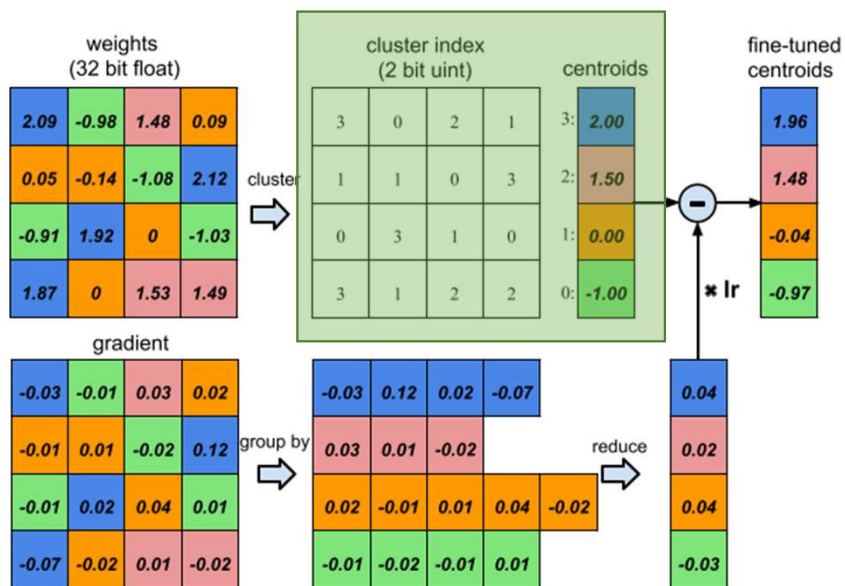 weights
(32 bit float)
2.09 -0.98 1.48 0.09
0.05 -0.14 -1.08 2.12
-0.91 1.92 0 -1.03
1.87 0 1.53 1.49
cluster
cluster index
(2 bit uint)
3 0 2 1
1 1 0 3
0 3 1 0
3 1 2 2
centroids
3: 2.00
2: 1.50
1: 0.00
0: -1.00
fine-tuned
centroids
1.96
1.48
-0.04
-0.97
× lr
gradient
-0.03 -0.01 0.03 0.02
-0.01 0.01 -0.02 0.12
-0.01 0.02 0.04 0.01
-0.07 -0.02 0.01 -0.02
group by
-0.03 0.12 0.02 -0.07
0.03 0.01 -0.02
0.02 -0.01 0.01 0.04 -0.02
-0.01 -0.02 -0.01 0.01
reduce
0.04
0.02
0.04
-0.03